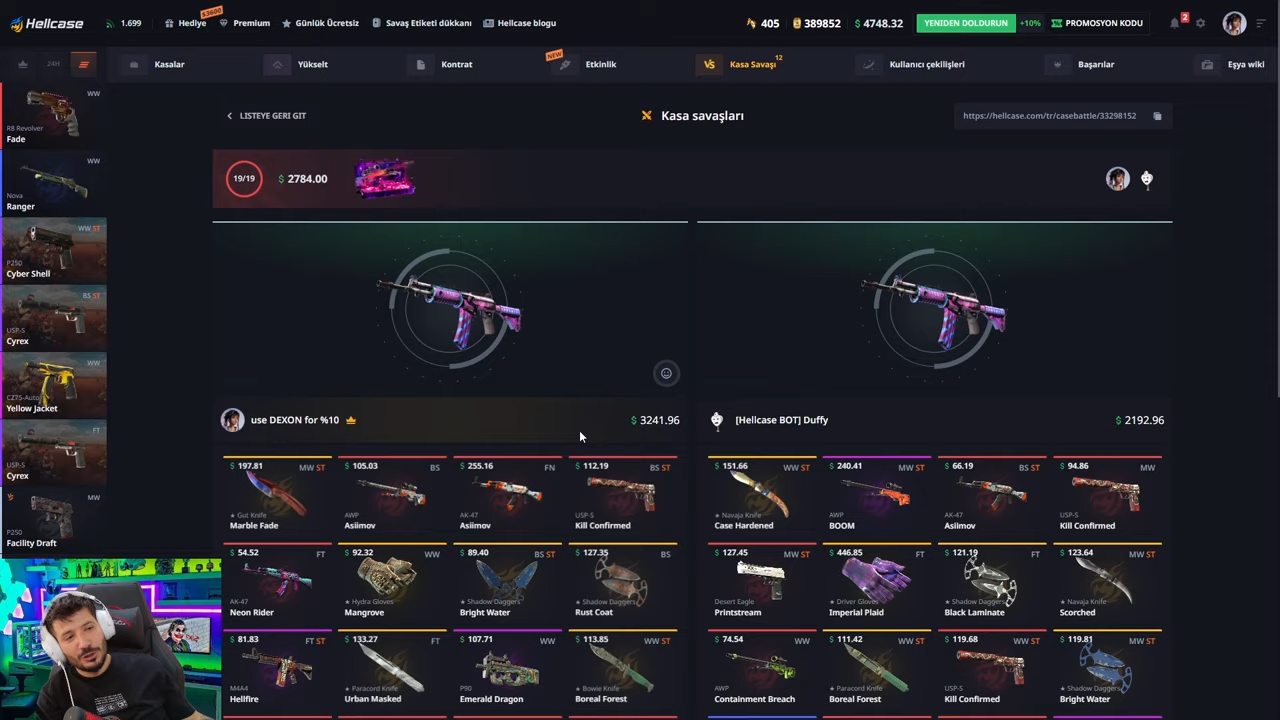 HELLCASE
1.699
Hediye
$3600
Premium
Günlük Ücretsiz
Savaş Etiketi dükkanı
Hellcase blogu
405
389852
$ 4748.32
YENİDEN DOLDURUN
+10%
PROMOSYON KODU
2
24H
Kasalar
Yükselt
Kontrat
NEW
Etkinlik
VS
Kasa Savaşı
12
Kullanıcı çekilişleri
Başarılar
Eşya wiki
WW
R8 Revolver
Fade
WW
Nova
Ranger
WW ST
P250
Cyber Shell
BS ST
USP-S
Cyrex
WW
CZ75-Auto
Yellow Jacket
FT
USP-S
Cyrex
MW
P250
Facility Draft
LISTEYE GERI GIT
Kasa savaşları
https://hellcase.com/tr/casebattle/33298152
19/19
$ 2784.00
use DEXON for %10
$ 3241.96
[Hellcase BOT] Duffy
$ 2192.96
$ 197.81 MW ST
★ Gut Knife
Marble Fade
$ 105.03 BS
AWP
Asiimov
$ 255.16 FN
AK-47
Asiimov
$ 112.19 BS ST
USP-S
Kill Confirmed
$ 151.66 WW ST
★ Navaja Knife
Case Hardened
$ 240.41 MW ST
AWP
BOOM
$ 66.19 BS ST
AK-47
Asiimov
$ 94.86 MW
USP-S
Kill Confirmed
$ 54.52 FT
AK-47
Neon Rider
$ 92.32 WW
★ Hydra Gloves
Mangrove
$ 89.40 BS ST
★ Shadow Daggers
Bright Water
$ 127.35 BS
★ Shadow Daggers
Rust Coat
$ 127.45 MW ST
Desert Eagle
Printstream
$ 446.85 FT
★ Driver Gloves
Imperial Plaid
$ 121.19 FT
★ Shadow Daggers
Black Laminate
$ 123.64 MW ST
★ Navaja Knife
Scorched
$ 81.83 FT ST
M4A4
Hellfire
$ 133.27 FT
★ Paracord Knife
Urban Masked
$ 107.71 WW
P90
Emerald Dragon
$ 113.85 WW ST
★ Bowie Knife
Boreal Forest
$ 74.54 WW
AWP
Containment Breach
$ 111.42 WW ST
★ Paracord Knife
Boreal Forest
$ 119.68 WW ST
USP-S
Kill Confirmed
$ 119.81 MW ST
★ Shadow Daggers
Bright Water